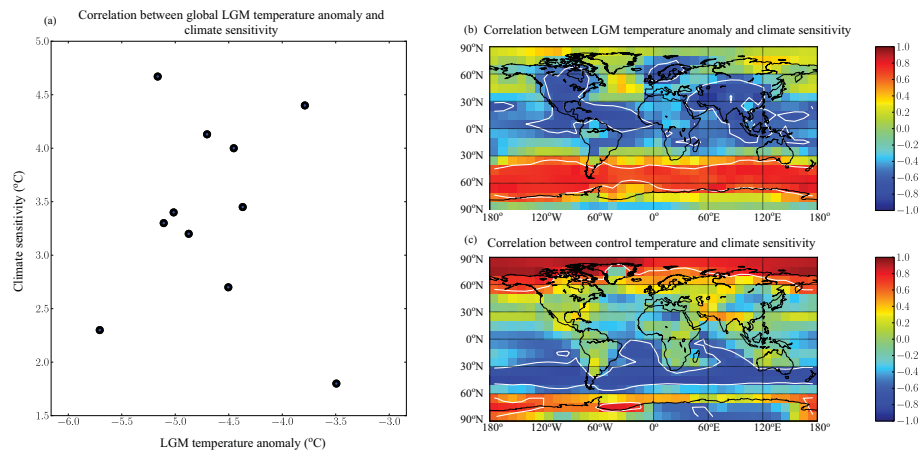 (a) Correlation between global LGM temperature anomaly and
climate sensitivity
5.0
4.5
4.0
3.5
3.0
2.5
2.0
1.5
Climate sensitivity (°C)
−6.0 −5.5 −5.0 −4.5 −4.0 −3.5 −3.0
LGM temperature anomaly (°C)
(b) Correlation between LGM temperature anomaly and climate sensitivity
90°N
60°N
30°N
0°N
30°N
60°N
90°N
180° 120°W 60°W 0° 60°E 120°E 180°
1.0
0.8
0.6
0.4
0.2
0.0
−0.2
−0.4
−0.6
−0.8
−1.0
(c) Correlation between control temperature and climate sensitivity
90°N
60°N
30°N
0°N
30°N
60°N
90°N
180° 120°W 60°W 0° 60°E 120°E 180°
1.0
0.8
0.6
0.4
0.2
0.0
−0.2
−0.4
−0.6
−0.8
−1.0